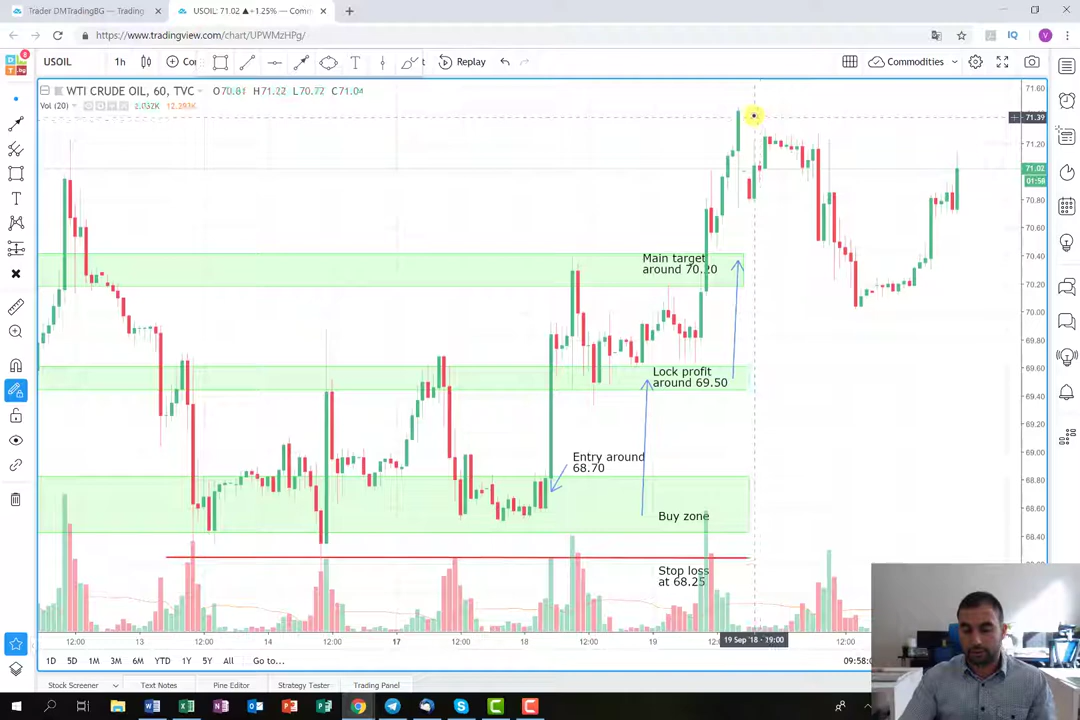 Trader DMTradingBG — Trading
USOIL: 71.02 ▲+1.25% — Comm
https://www.tradingview.com/chart/UPWMzHPg/
USOIL
1h
Replay
Commodities
WTI CRUDE OIL, 60, TVC
O70.81 H71.22 L70.72 C71.04
Vol (20)
71.60
71.39
71.20
71.02
01:58
70.80
70.60
70.40
70.20
70.00
69.80
69.60
69.40
69.20
69.00
68.80
68.60
68.40
Main target
around 70.20
Lock profit
around 69.50
Entry around
68.70
Buy zone
Stop loss
at 68.25
12:00
13
12:00
14
12:00
17
12:00
18
12:00
19
19 Sep '18 - 19:00
12:00
1D 5D 1M 3M 6M YTD 1Y 5Y All Go to...
09:58:0
Stock Screener
Text Notes
Pine Editor
Strategy Tester
Trading Panel